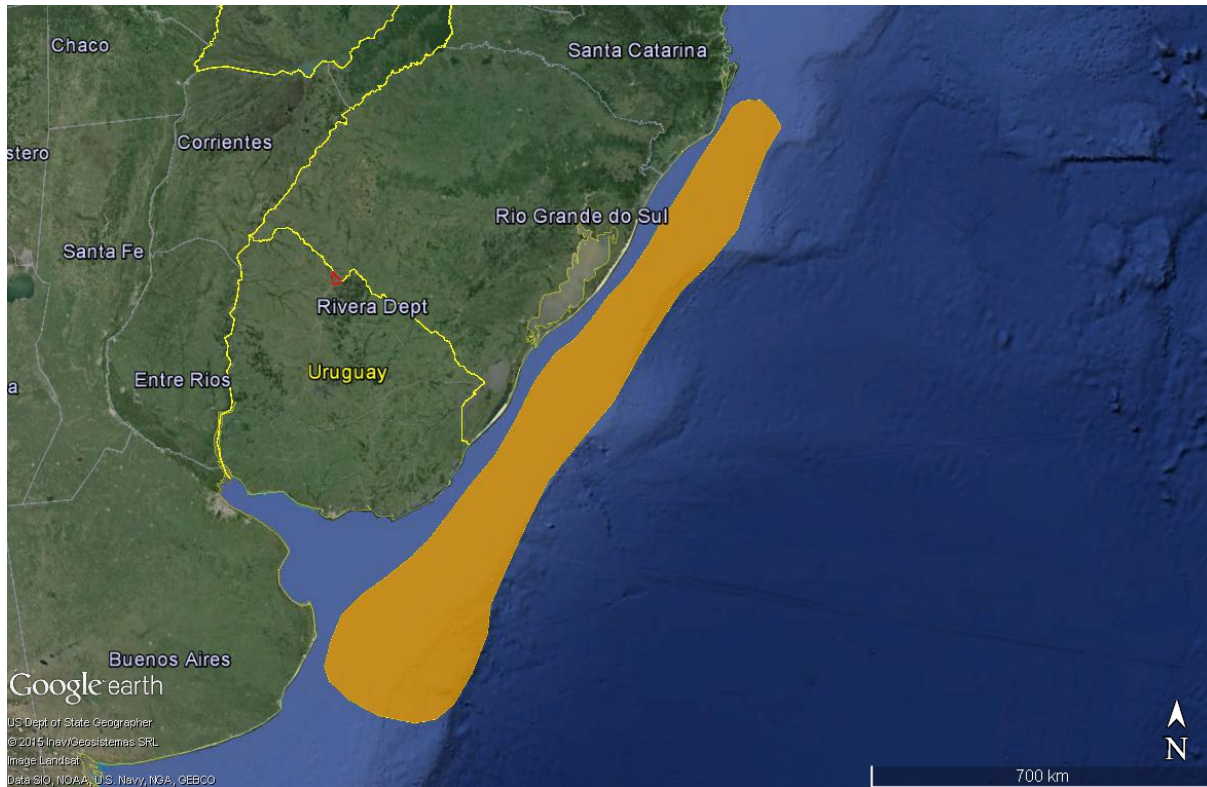 Chaco
Santa Catarina
Corrientes
stero
Rio Grande do Sul
Santa Fe
Rivera Dept
Uruguay
Entre Rios
a
Buenos Aires
Google earth
US Dept of State Geographer
© 2015 Inav/Geosistemas SRL
Image Landsat
Data SIO, NOAA, U.S. Navy, NGA, GEBCO
N
700 km